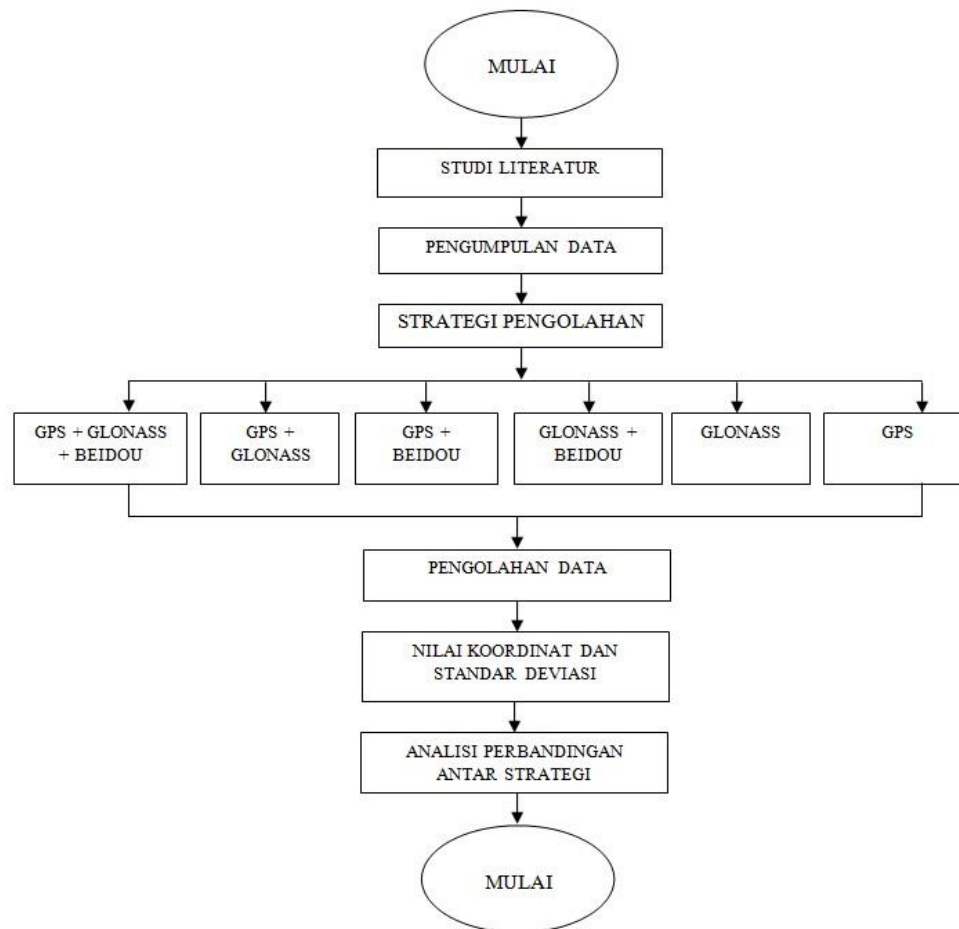 MULAI
STUDI LITERATUR
PENGUMPULAN DATA
STRATEGI PENGOLAHAN
GPS + GLONASS
+ BEIDOU
GPS +
GLONASS
GPS +
BEIDOU
GLONASS +
BEIDOU
GLONASS
GPS
PENGOLAHAN DATA
NILAI KOORDINAT DAN
STANDAR DEVIASI
ANALISI PERBANDINGAN
ANTAR STRATEGI
MULAI